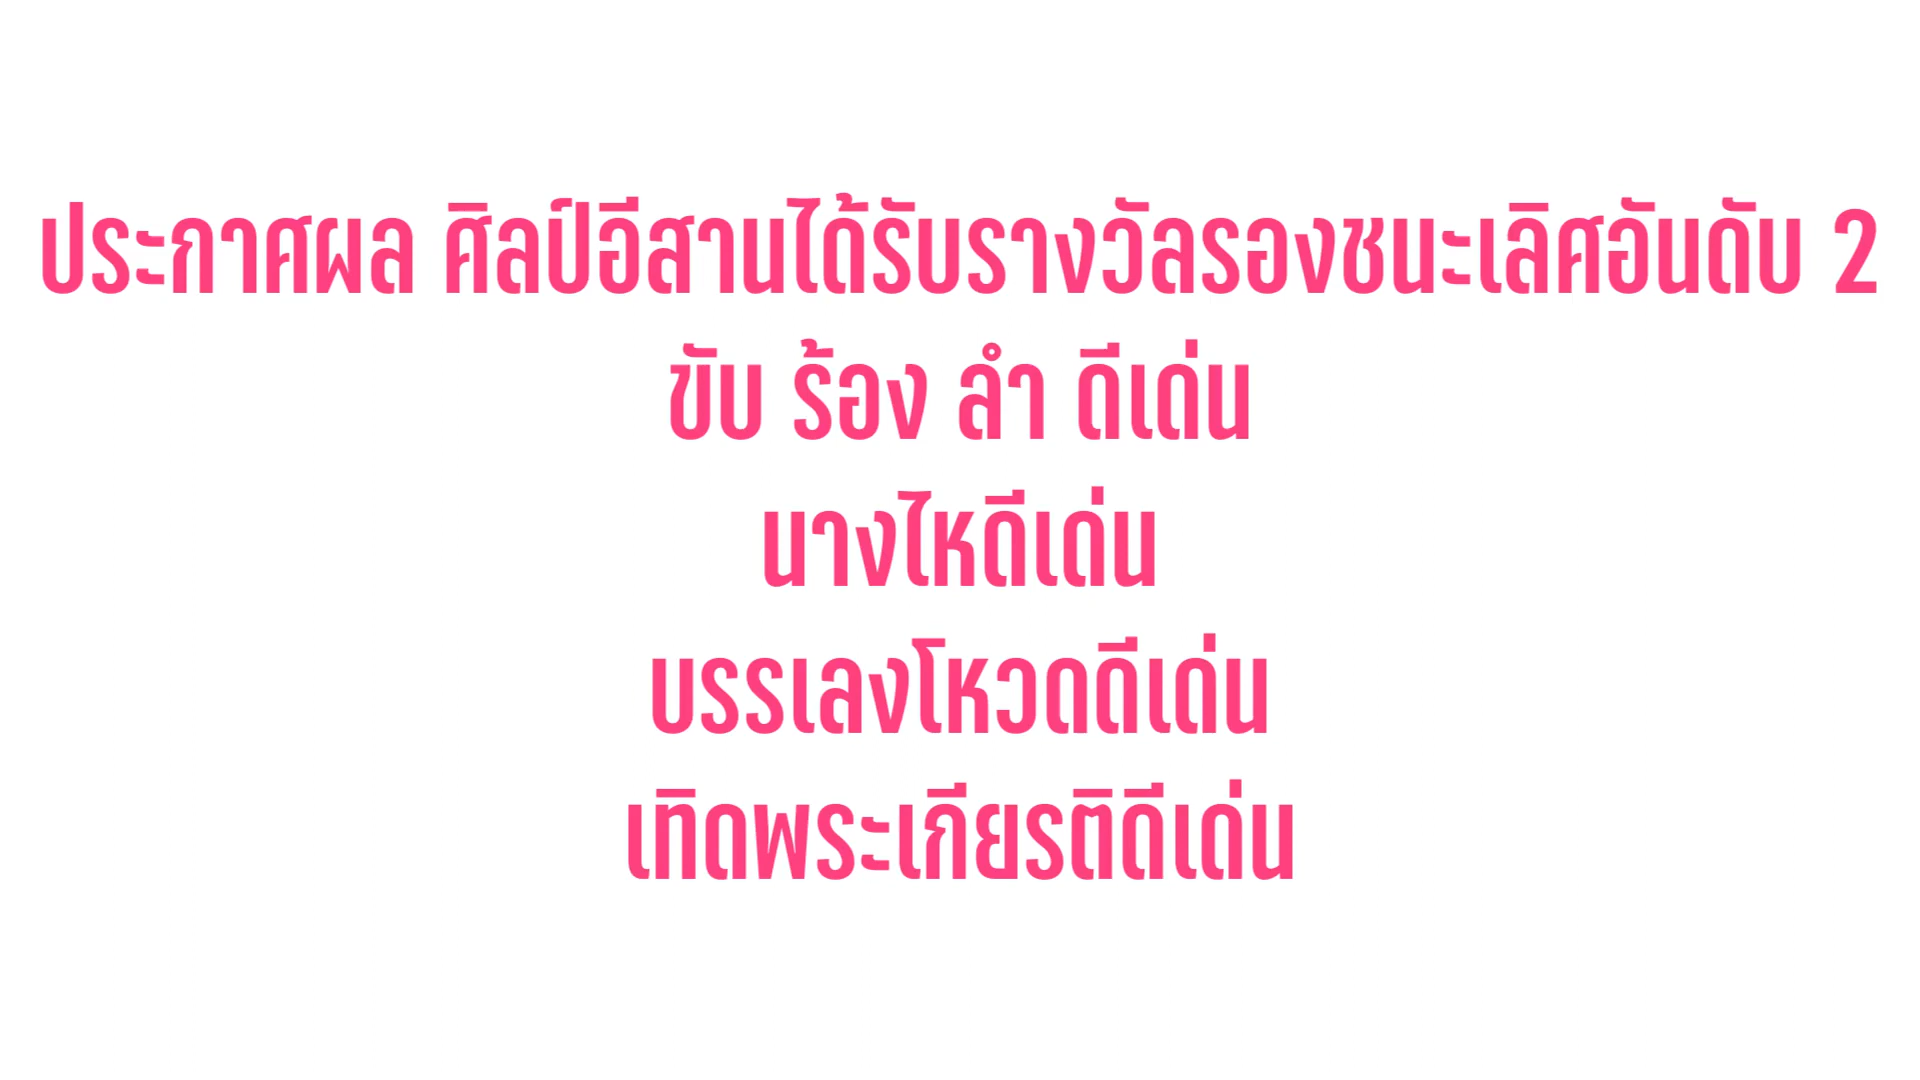 ประกาศผล ศิลป์อีสานได้รับรางวัลรองชนะเลิศอันดับ 2
ขับ ร้อง ลำ ดีเด่น
นางไหดีเด่น
บรรเลงโหวดดีเด่น
เทิดพระเกียรติดีเด่น